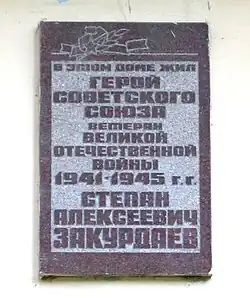 В ЭТОМ ДОМЕ ЖИЛ
ГЕРОЙ
СОВЕТСКОГО
СОЮЗА
ВЕТЕРАН
ВЕЛИКОЙ
ОТЕЧЕСТВЕННОЙ
ВОЙНЫ
1941-1945 г.г.
СТЕПАН
АЛЕКСЕЕВИЧ
ЗАКУРДАЕВ